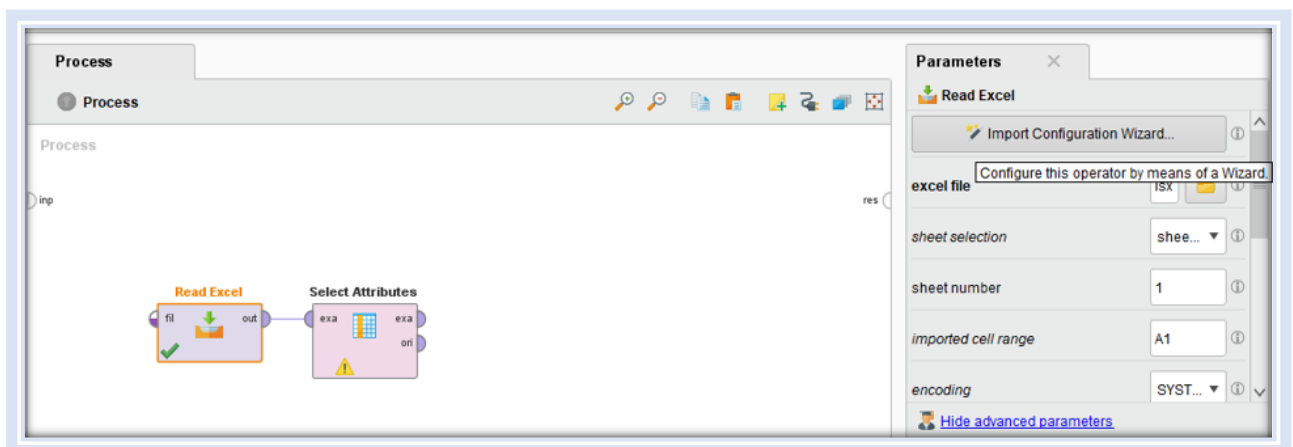 Process
Process
Process
inp
res
Read Excel
fil
out
Select Attributes
exa
exa
ori
Parameters
Read Excel
Import Configuration Wizard...
Configure this operator by means of a Wizard.
excel file
lsx
sheet selection
shee...
sheet number
1
imported cell range
A1
encoding
SYST...
Hide advanced parameters